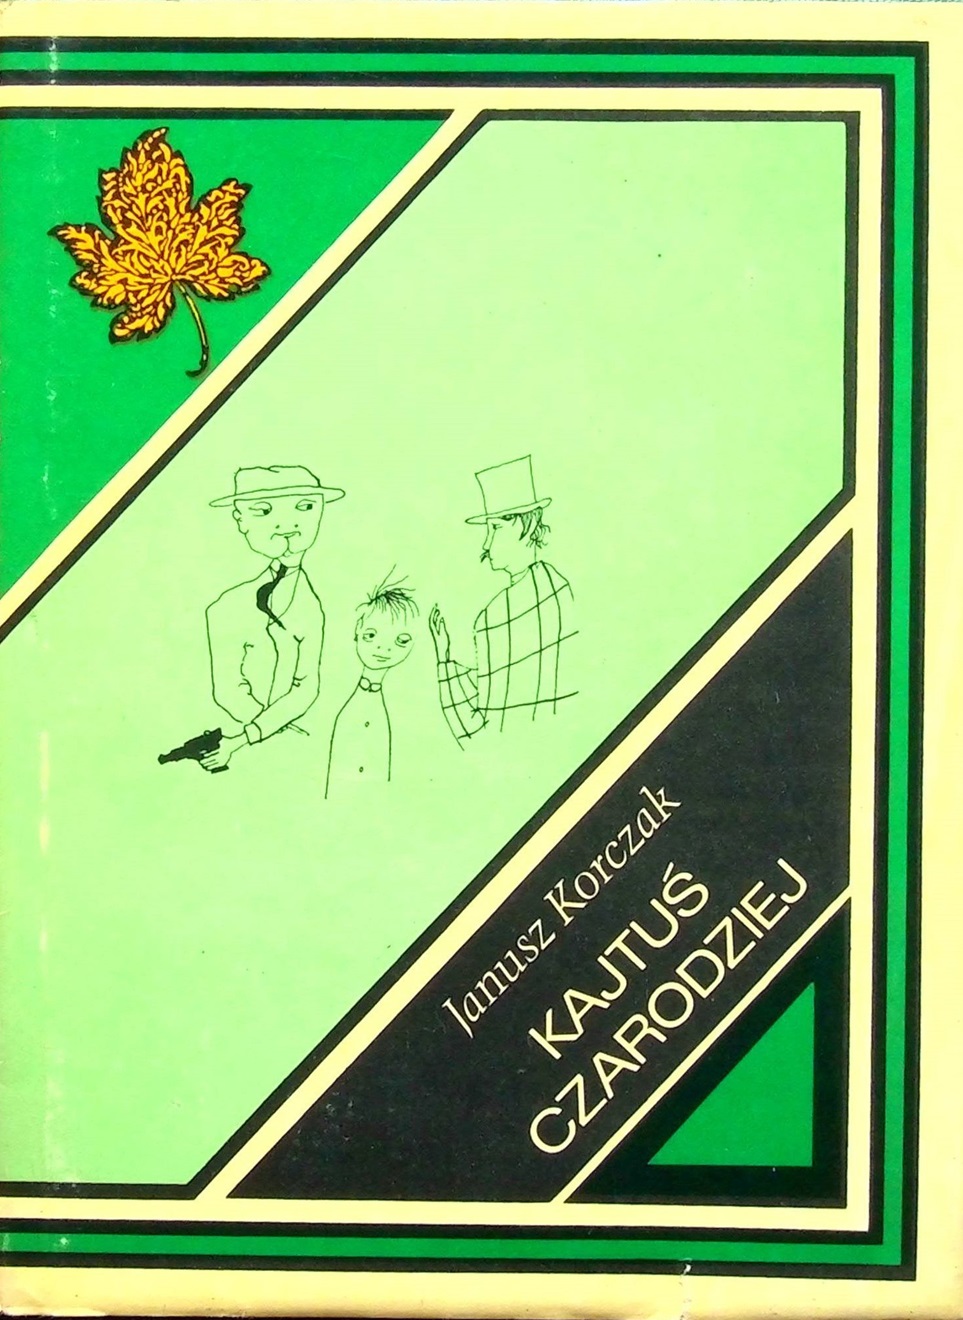 Janusz Korczak
KAJTUŚ
CZARODZIEJ